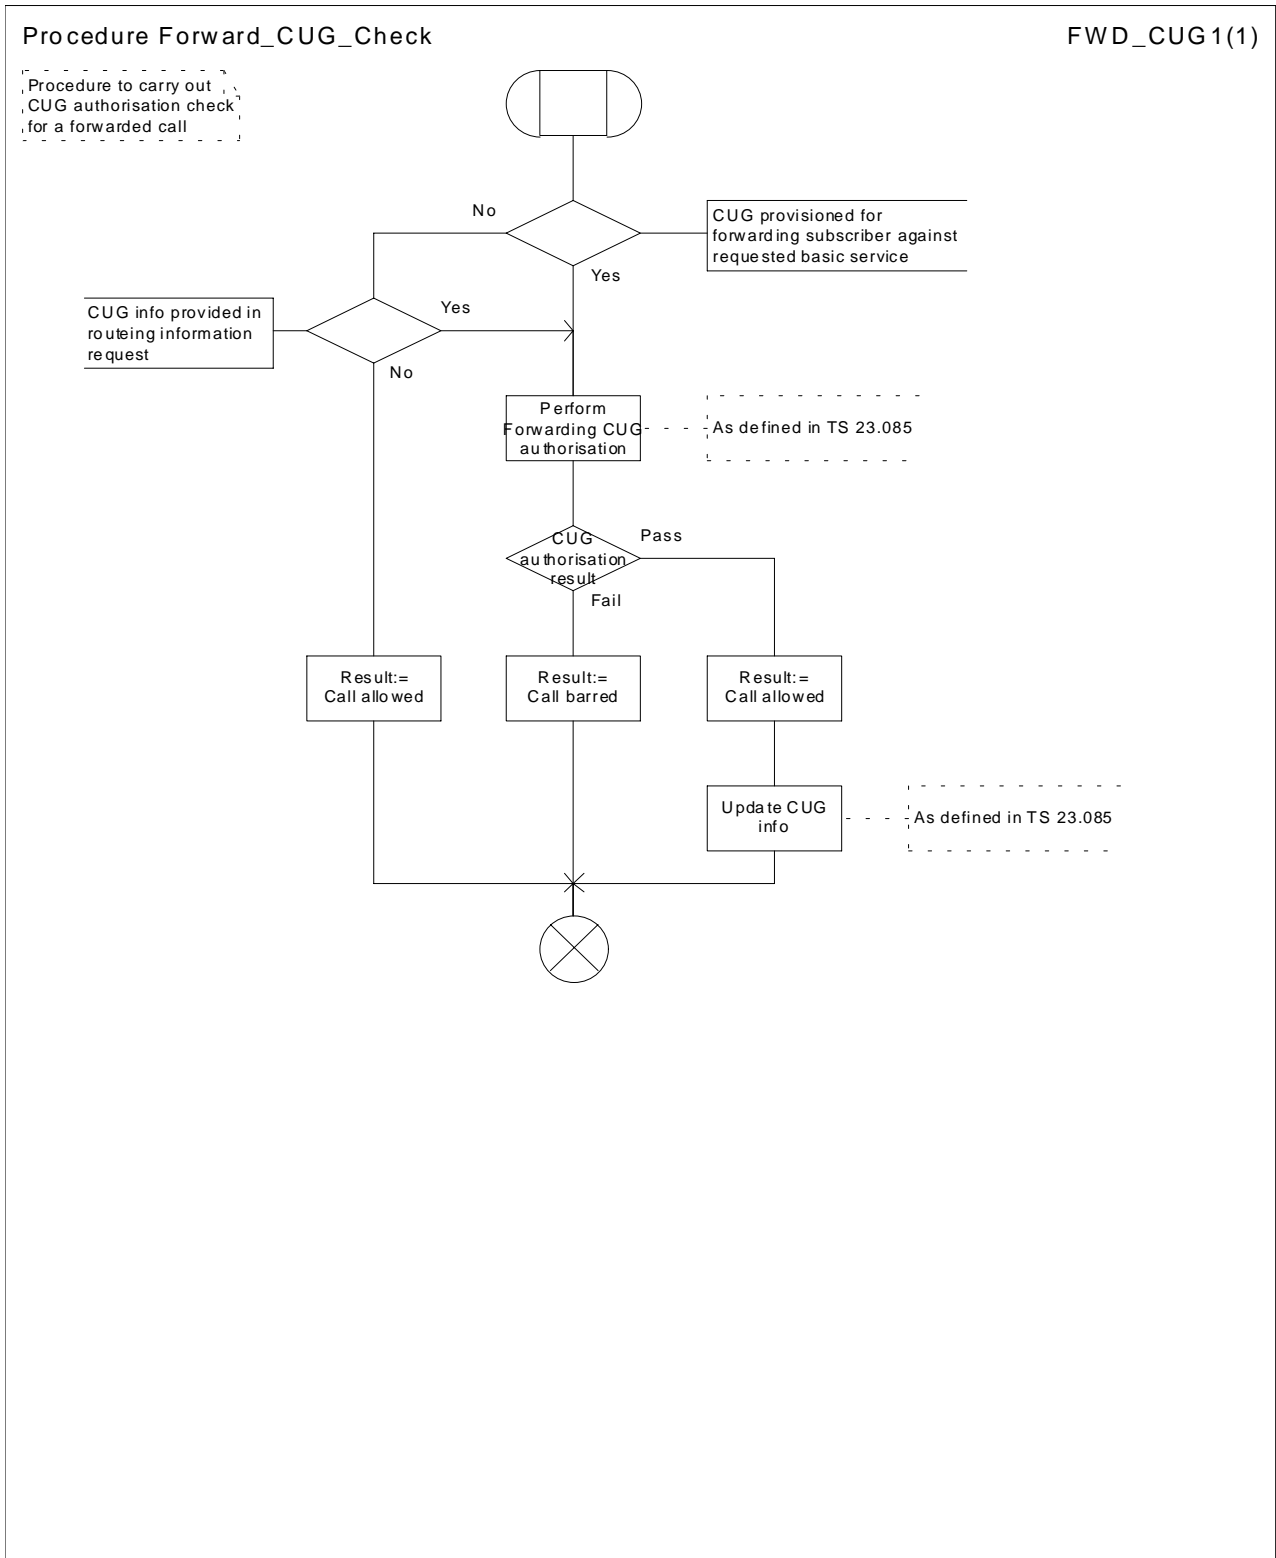 Procedure Forward_CUG_Check
FWD_CUG1(1)
Procedure to carry out
CUG authorisation check
for a forwarded call
No
CUG provisioned for
forwarding subscriber against
requested basic service
Yes
CUG info provided in
routeing information
request
Yes
No
Perform
Forwarding CUG
authorisation
As defined in TS 23.085
CUG
authorisation
result
Pass
Fail
Result:=
Call allowed
Result:=
Call barred
Result:=
Call allowed
Update CUG
info
As defined in TS 23.085